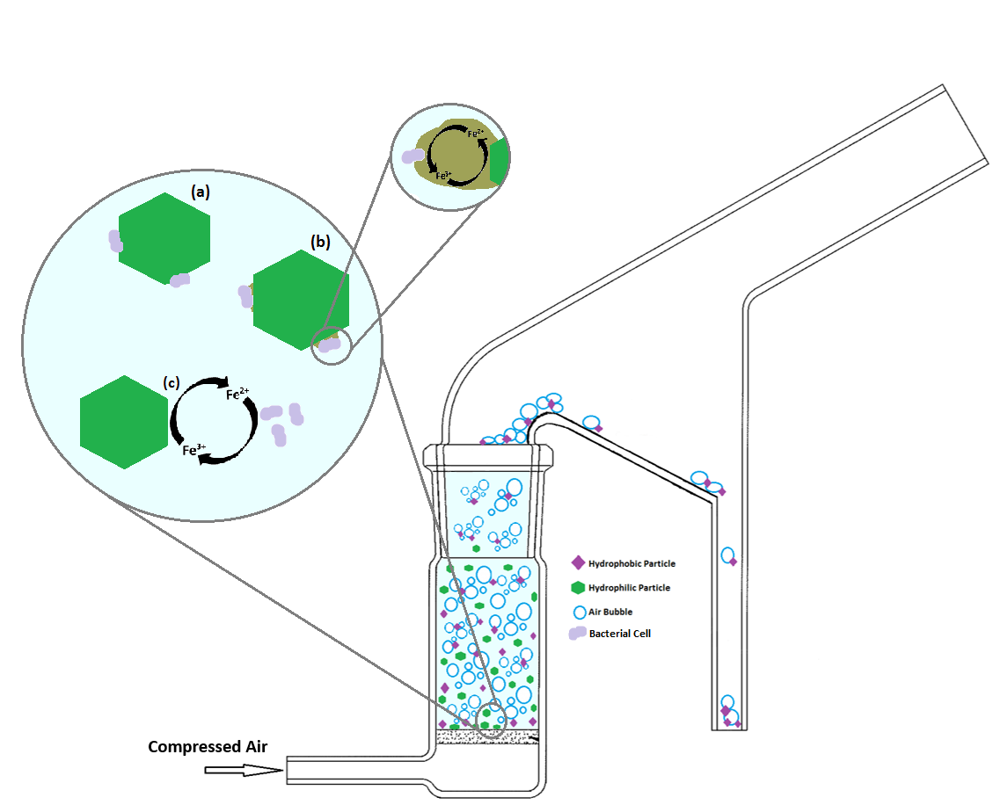 Fe²⁺
Fe³⁺
(a)
(b)
(c)
Fe²⁺
Fe³⁺
Hydrophobic Particle
Hydrophilic Particle
Air Bubble
Bacterial Cell
Compressed Air